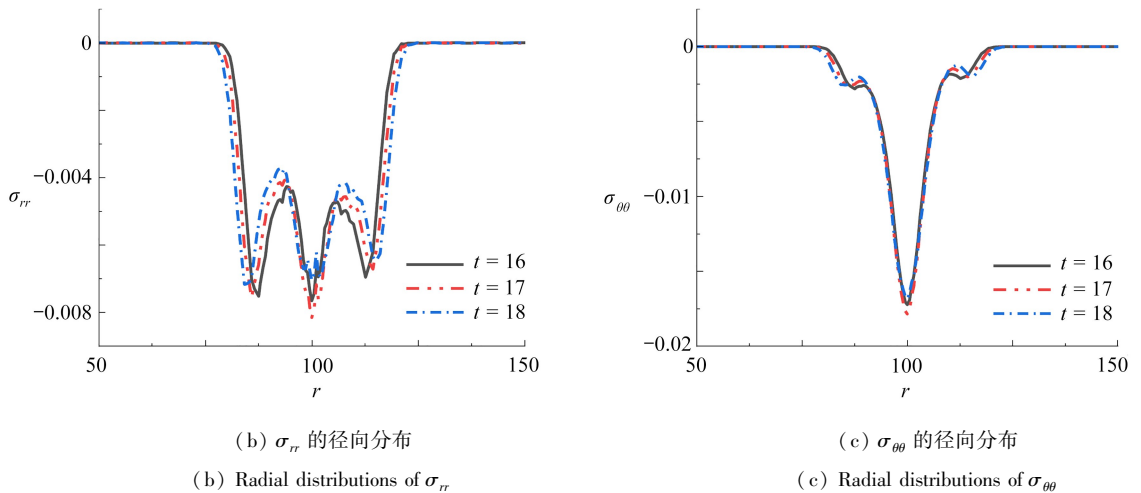 0
−0.004
−0.008
σrr
t = 16
t = 17
t = 18
50
100
150
r
(b) σrr 的径向分布
(b) Radial distributions of σrr
0
−0.01
−0.02
σθθ
t = 16
t = 17
t = 18
50
100
150
r
(c) σθθ 的径向分布
(c) Radial distributions of σθθ